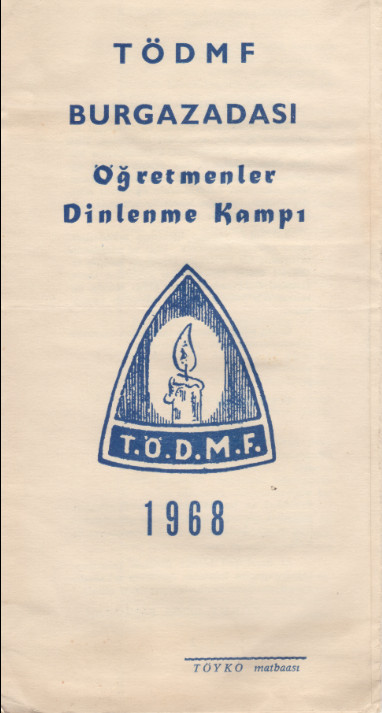 TÖDMF
BURGAZADASI
Öğretmenler
Dinlenme Kampı
T.Ö.D.M.F.
1968
TÖYKO matbaası